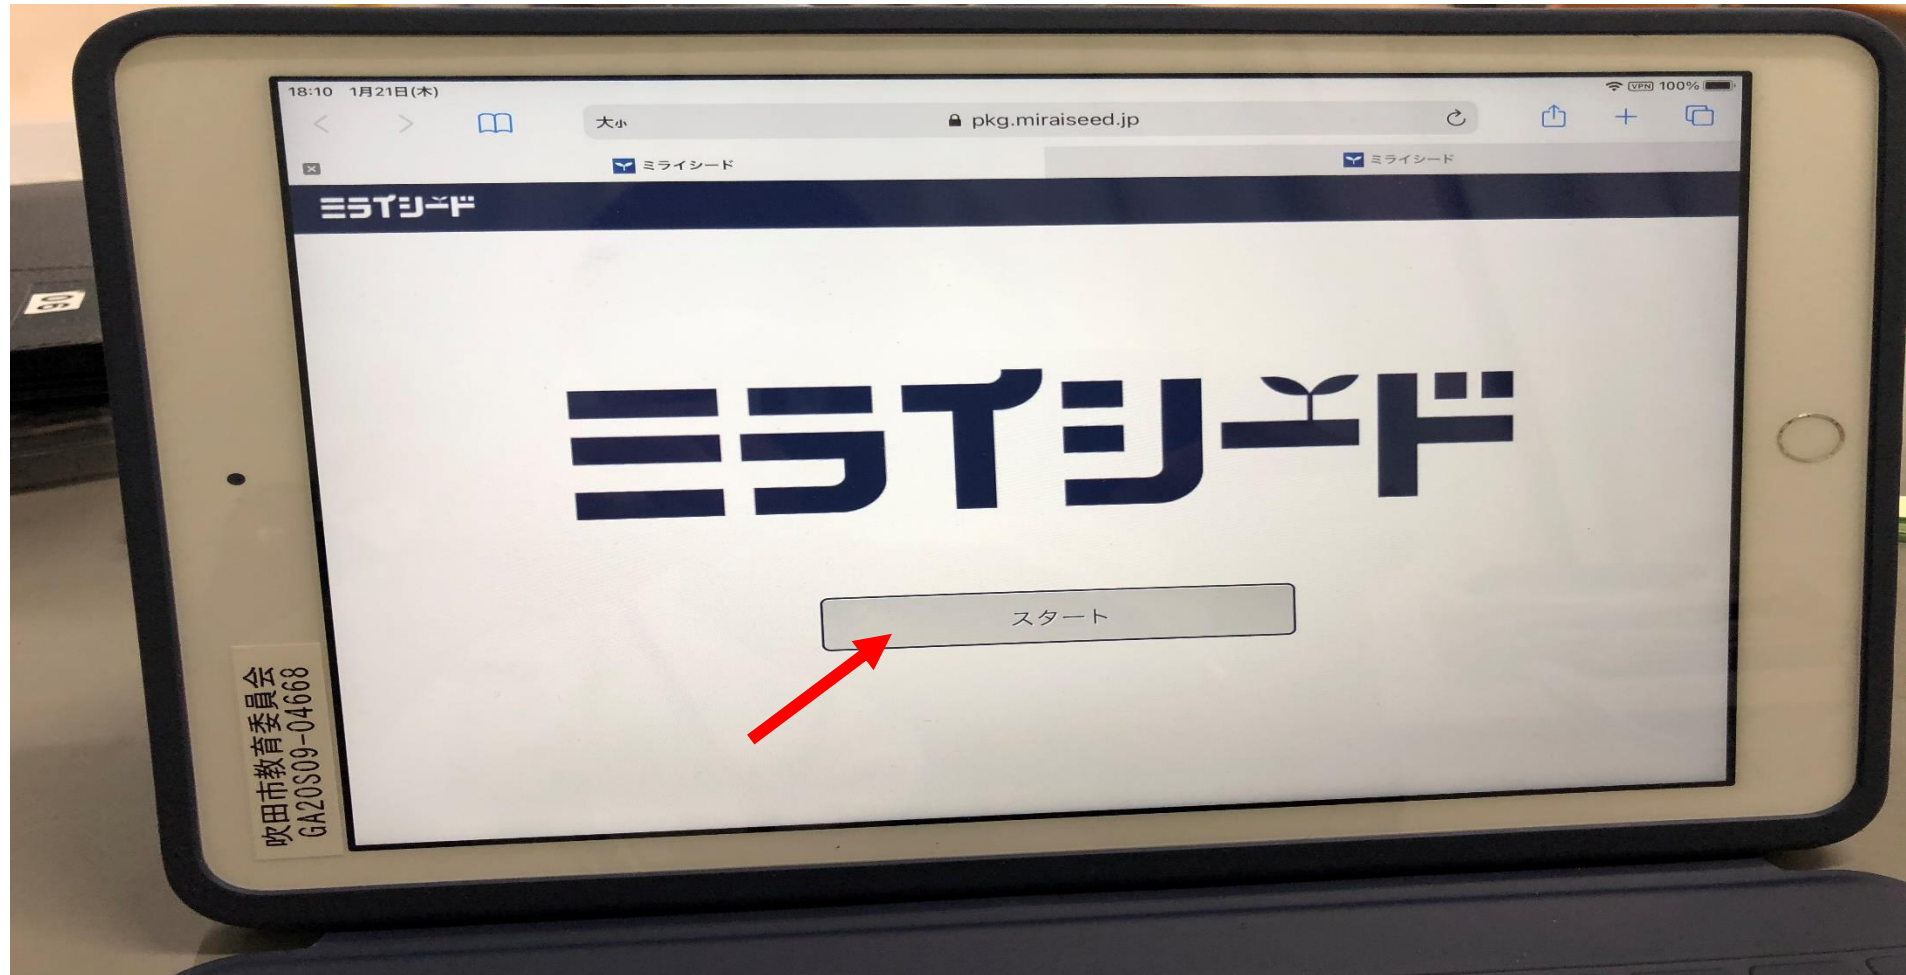 18:10 1月21日(木)
VPN 100%
大小 pkg.miraiseed.jp
ミライシード ミライシード
ミライシード
ミライシード
スタート
吹田市教育委員会
GA20S09-04668
06